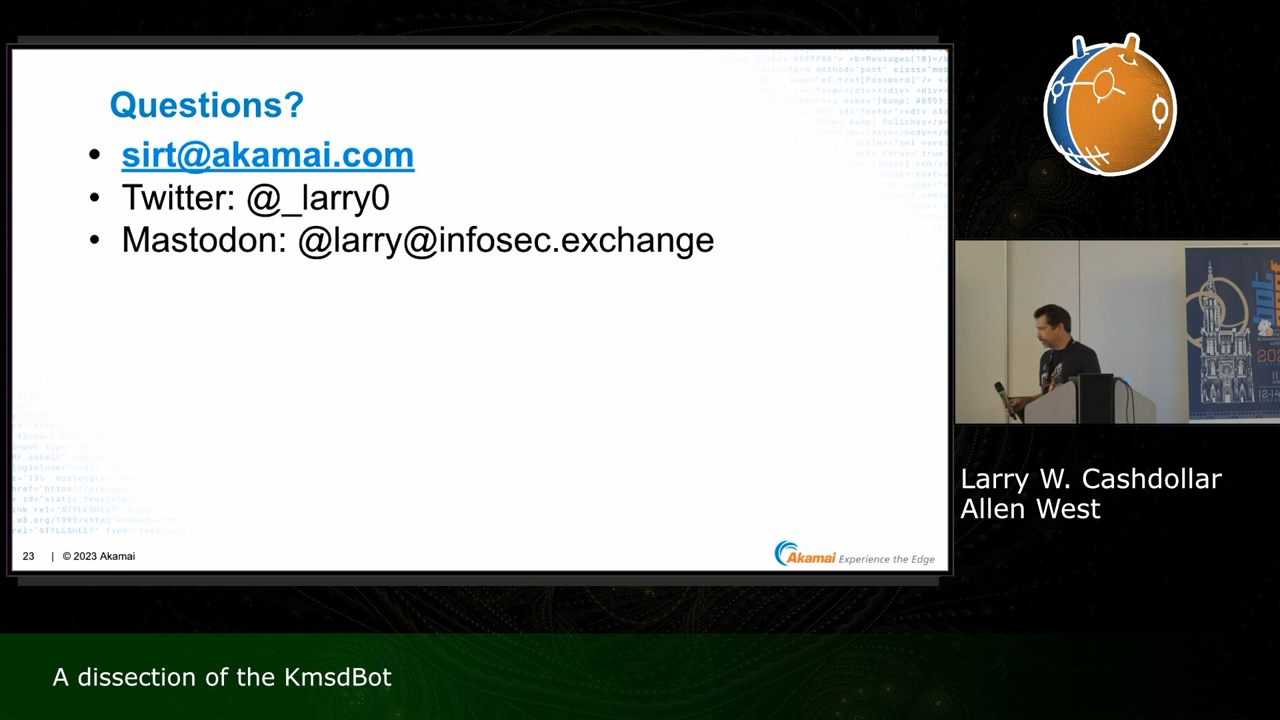 Questions?
• sirt@akamai.com
• Twitter: @_larry0
• Mastodon: @larry@infosec.exchange
23 | © 2023 Akamai
Akamai Experience the Edge
Larry W. Cashdollar
Allen West
A dissection of the KmsdBot